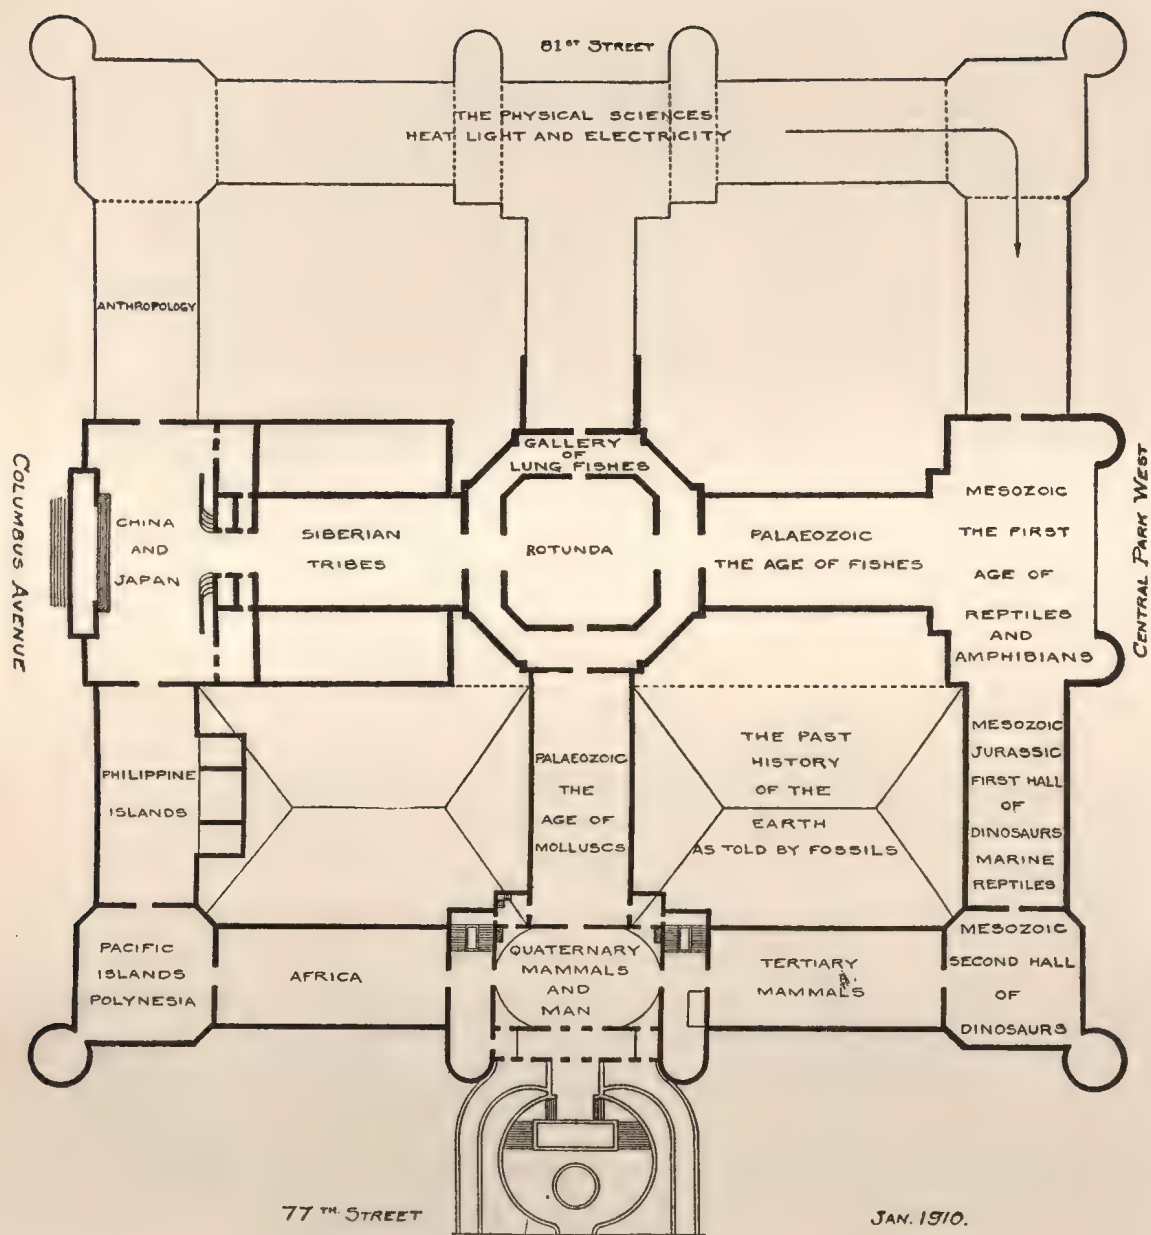 81ST STREET
THE PHYSICAL SCIENCES
HEAT LIGHT AND ELECTRICITY
ANTHROPOLOGY
GALLERY
OF
LUNG FISHES
COLUMBUS AVENUE
CHINA
AND
JAPAN
SIBERIAN
TRIBES
ROTUNDA
PALAEOZOIC
THE AGE OF FISHES
MESOZOIC
THE FIRST
AGE OF
REPTILES
AND
AMPHIBIANS
CENTRAL PARK WEST
PHILIPPINE
ISLANDS
PALAEOZOIC
THE
AGE OF
MOLLUSCS
THE PAST
HISTORY
OF THE
EARTH
AS TOLD BY FOSSILS
MESOZOIC
JURASSIC
FIRST HALL
OF
DINOSAURS
MARINE
REPTILES
PACIFIC
ISLANDS
POLYNESIA
AFRICA
QUATERNARY
MAMMALS
AND
MAN
TERTIARY
MAMMALS
MESOZOIC
SECOND HALL
OF
DINOSAURS
77TH. STREET
JAN. 1910.